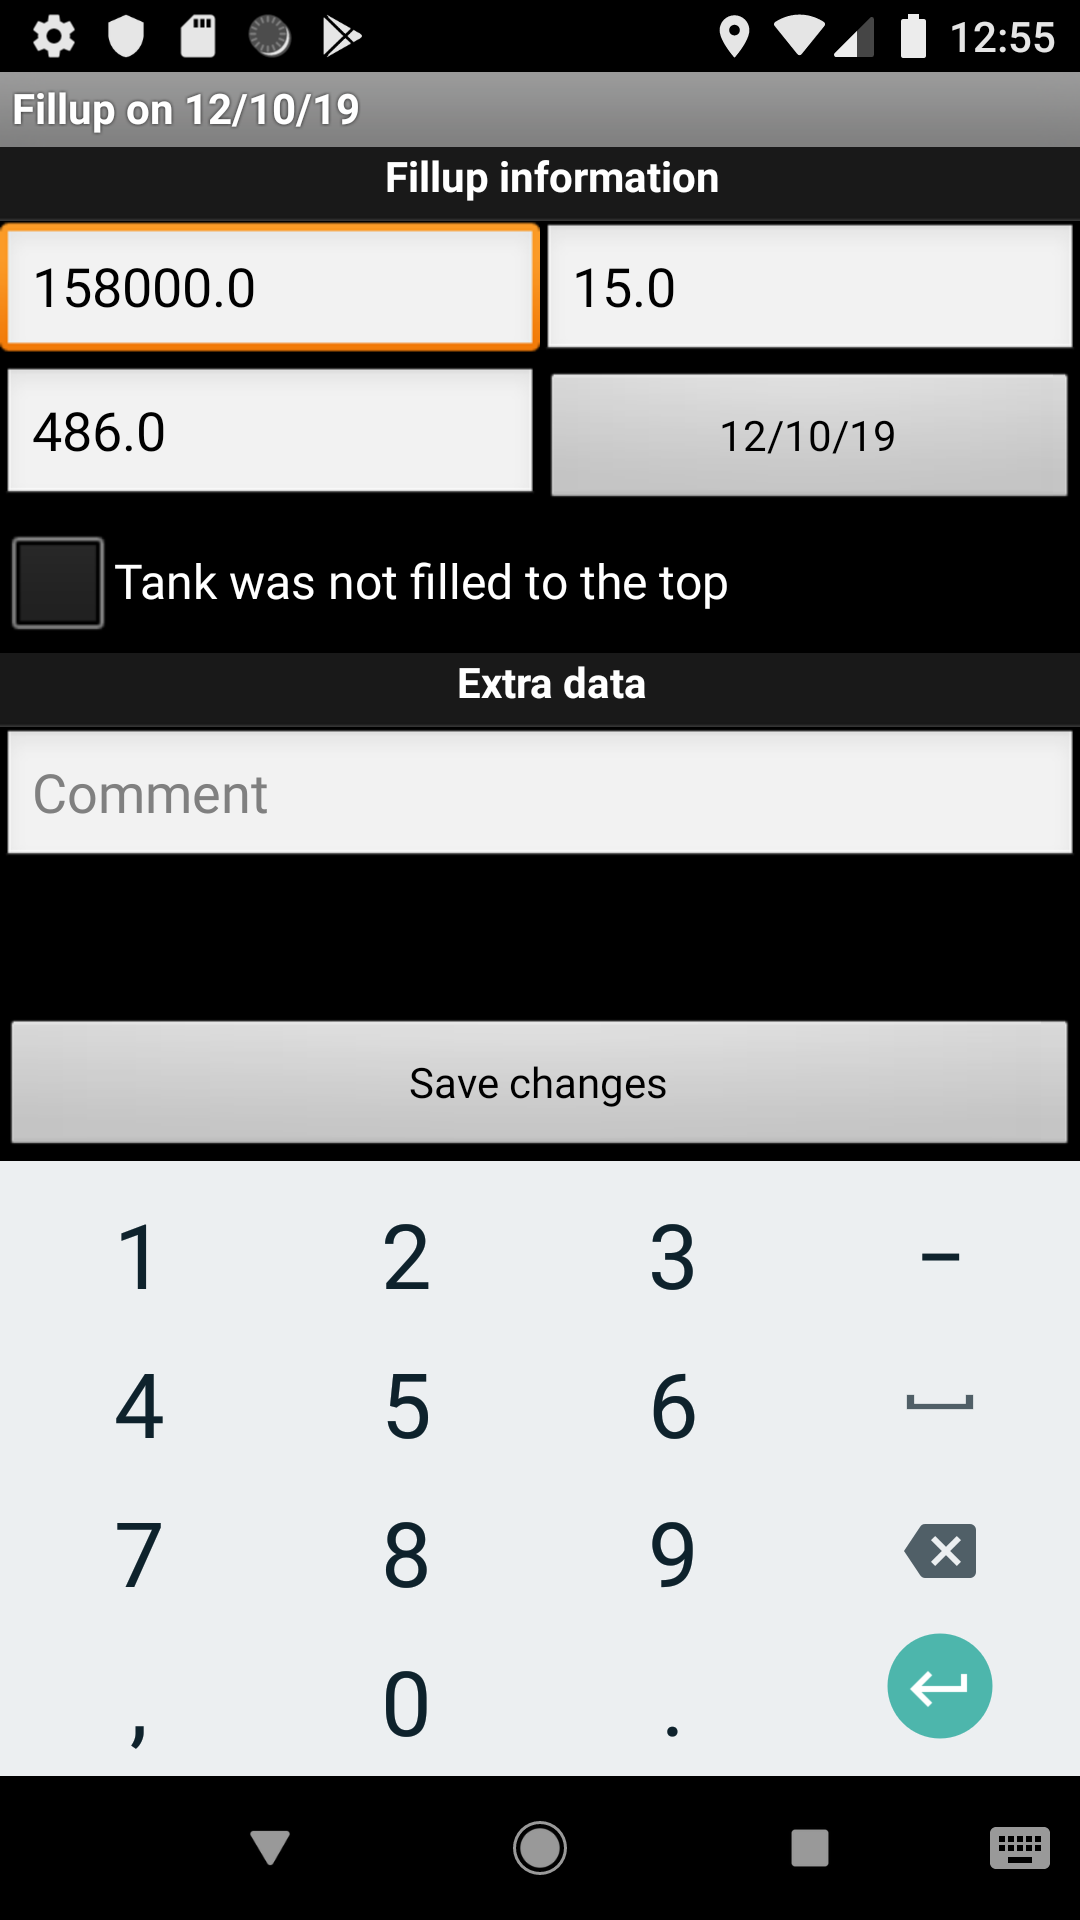 12:55
Fillup on 12/10/19
Fillup information
158000.0 15.0
486.0 12/10/19
Tank was not filled to the top
Extra data
Comment
Save changes
1 2 3 –
4 5 6
7 8 9
, 0 .